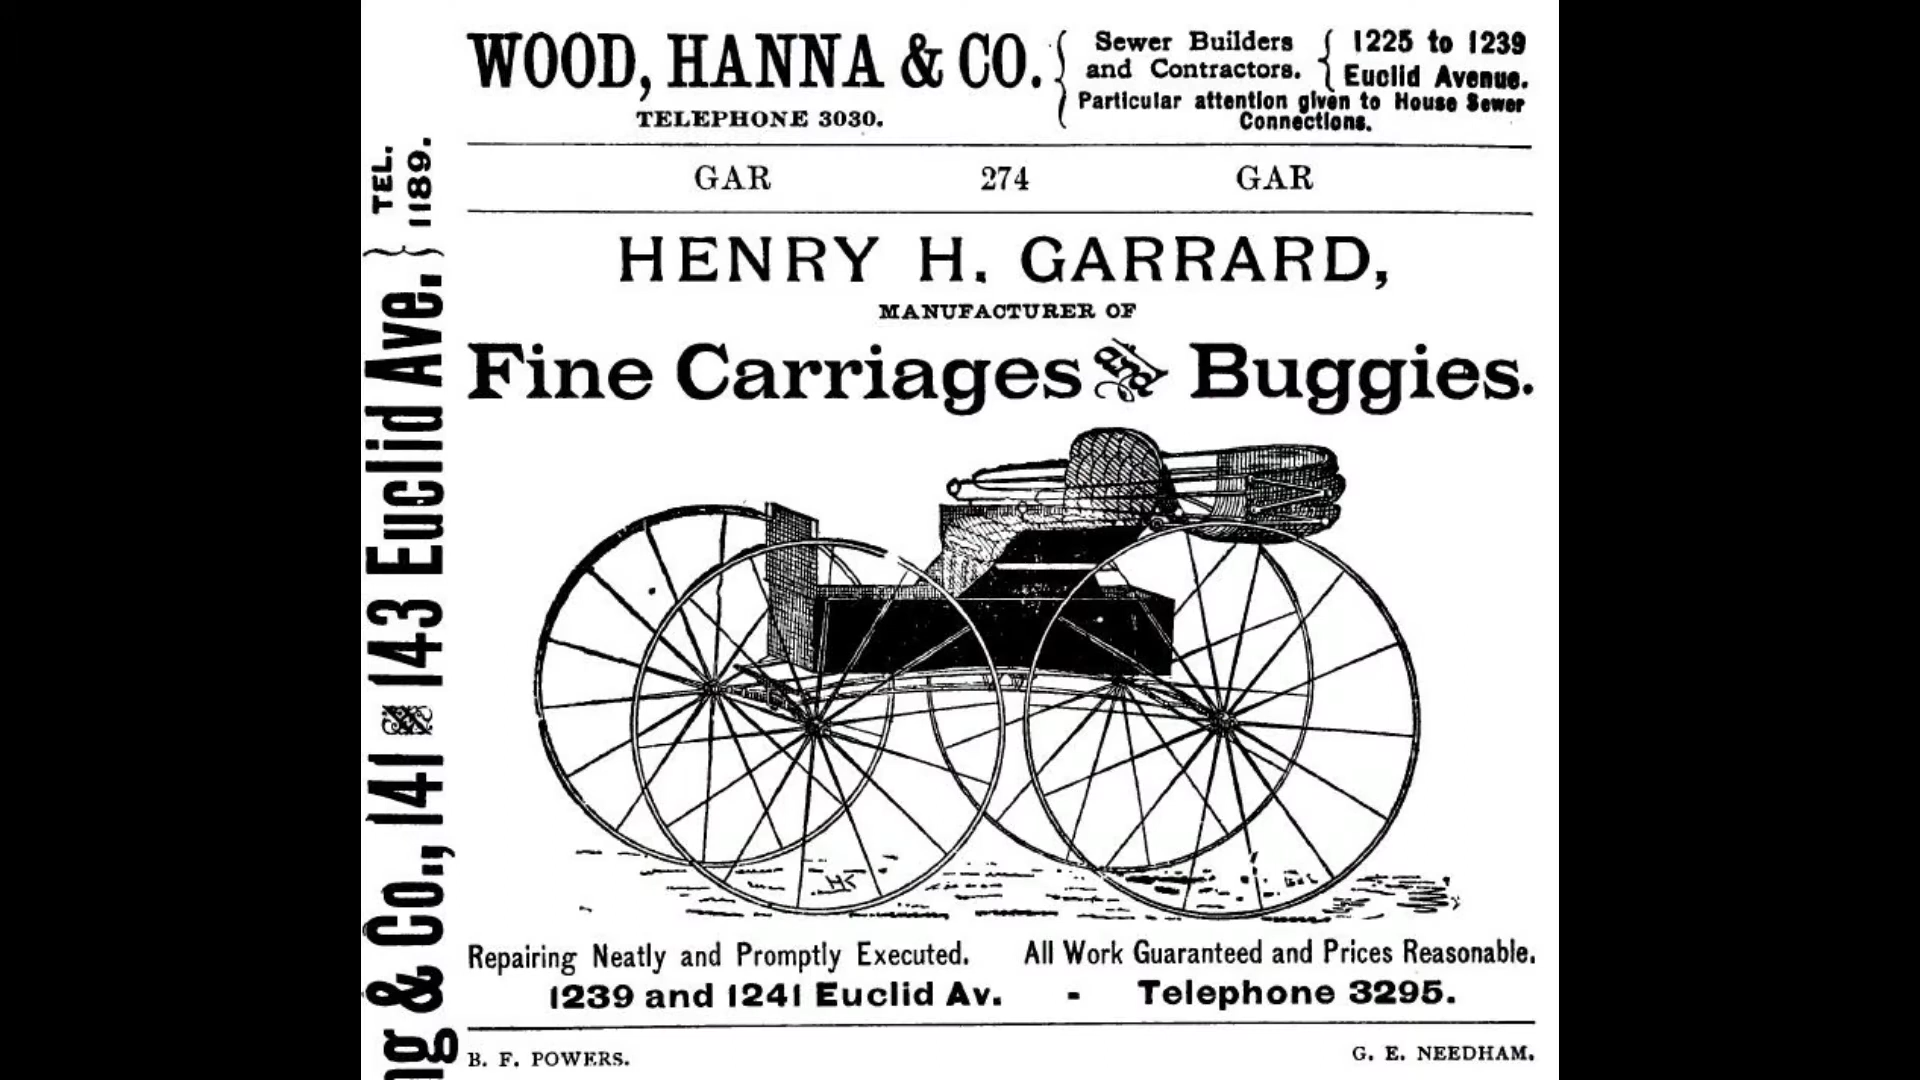 WOOD, HANNA & CO.
TELEPHONE 3030.
Sewer Builders
and Contractors.
1225 to 1239
Euclid Avenue.
Particular attention given to House Sewer
Connections.
GAR 274 GAR
HENRY H. GARRARD,
MANUFACTURER OF
Fine Carriages and Buggies.
HK
Repairing Neatly and Promptly Executed. All Work Guaranteed and Prices Reasonable.
1239 and 1241 Euclid Av. - Telephone 3295.
B. F. POWERS. G. E. NEEDHAM.
& Co., 141 143 Euclid Ave.
TEL.
1189.